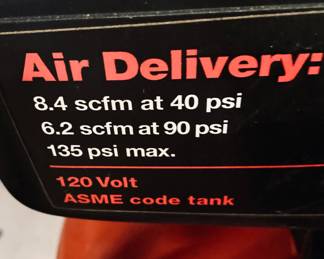 Air Delivery:
8.4 scfm at 40 psi
6.2 scfm at 90 psi
135 psi max.
120 Volt
ASME code tank